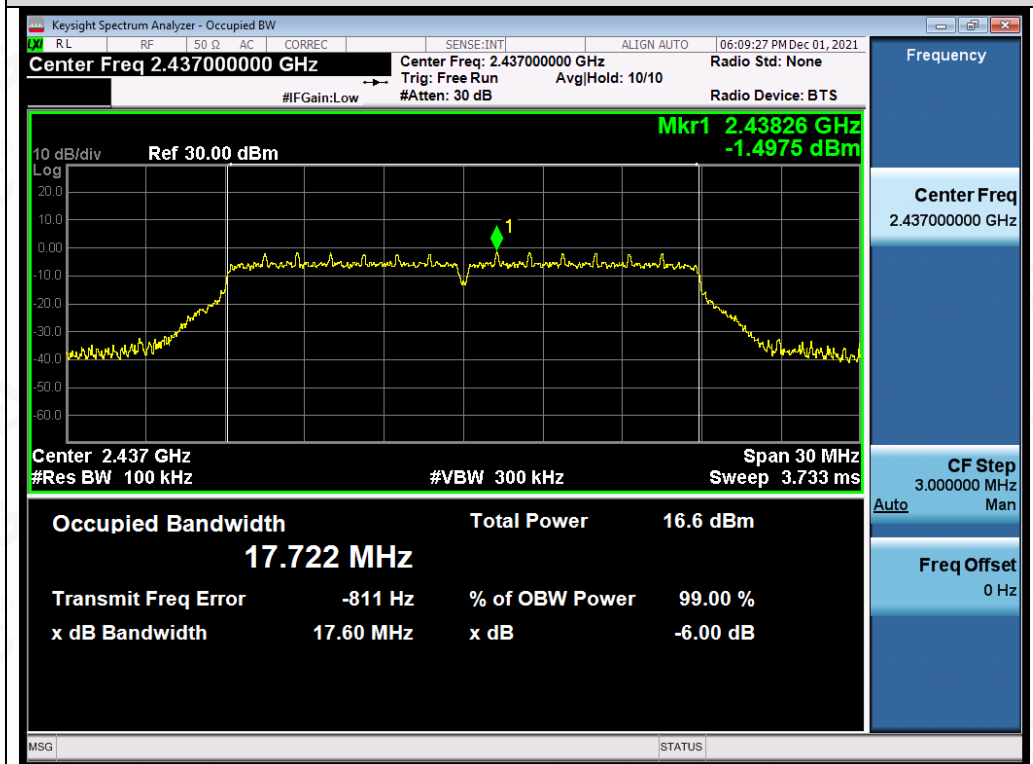 Keysight Spectrum Analyzer - Occupied BW
LXI RL RF 50 Ω AC CORREC SENSE:INT ALIGN AUTO 06:09:27 PM Dec 01, 2021
Center Freq 2.437000000 GHz
Center Freq: 2.437000000 GHz
Radio Std: None
Trig: Free Run Avg|Hold: 10/10
#IFGain:Low
#Atten: 30 dB
Radio Device: BTS
Frequency
Mkr1 2.43826 GHz
-1.4975 dBm
10 dB/div Ref 30.00 dBm
Log
20.0
10.0
0.00
-10.0
-20.0
-30.0
-40.0
-50.0
-60.0
1
Center 2.437 GHz
Span 30 MHz
#Res BW 100 kHz #VBW 300 kHz Sweep 3.733 ms
Occupied Bandwidth
17.722 MHz
Total Power 16.6 dBm
Transmit Freq Error -811 Hz
% of OBW Power 99.00 %
x dB Bandwidth 17.60 MHz
x dB -6.00 dB
Center Freq
2.437000000 GHz
CF Step
3.000000 MHz
Auto Man
Freq Offset
0 Hz
MSG
STATUS